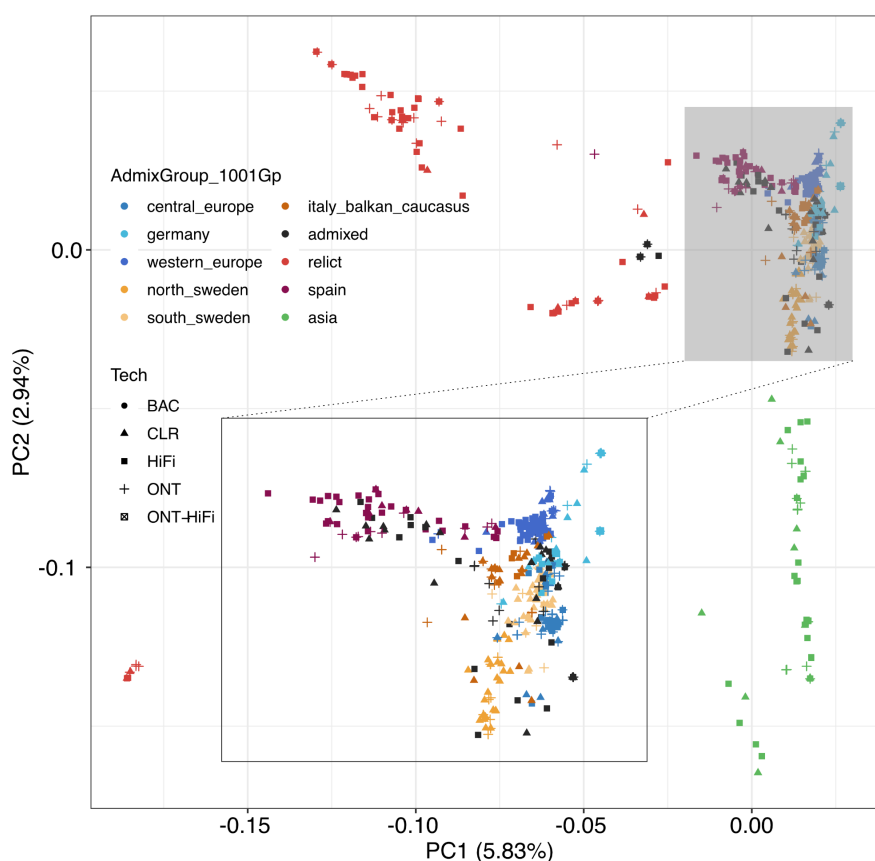 0.0
-0.1
PC2 (2.94%)
AdmixGroup_1001Gp
central_europe
germany
western_europe
north_sweden
south_sweden
italy_balkan_caucasus
admixed
relict
spain
asia
Tech
BAC
CLR
HiFi
ONT
ONT-HiFi
-0.15 -0.10 -0.05 0.00
PC1 (5.83%)